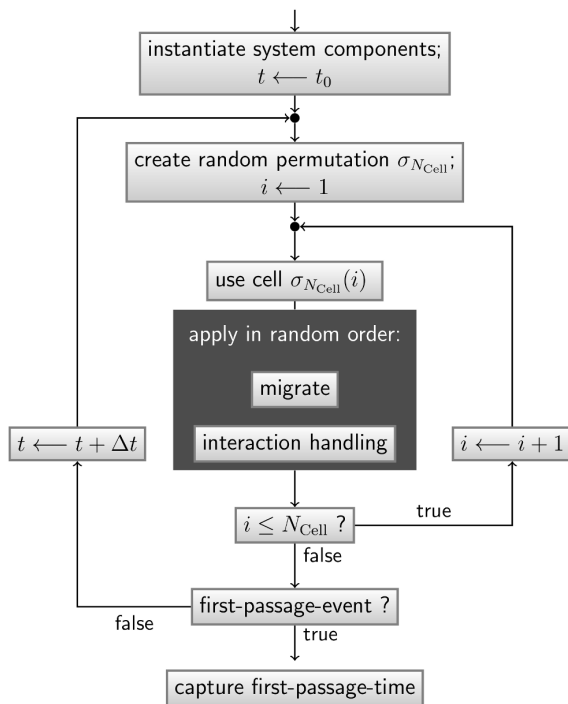 instantiate system components;
t ⟵ t₀
create random permutation σ_{N_Cell};
i ⟵ 1
use cell σ_{N_Cell}(i)
apply in random order:
migrate
t ⟵ t + Δt
interaction handling
i ⟵ i + 1
i ≤ N_Cell ?
true
false
first-passage-event ?
false
true
capture first-passage-time